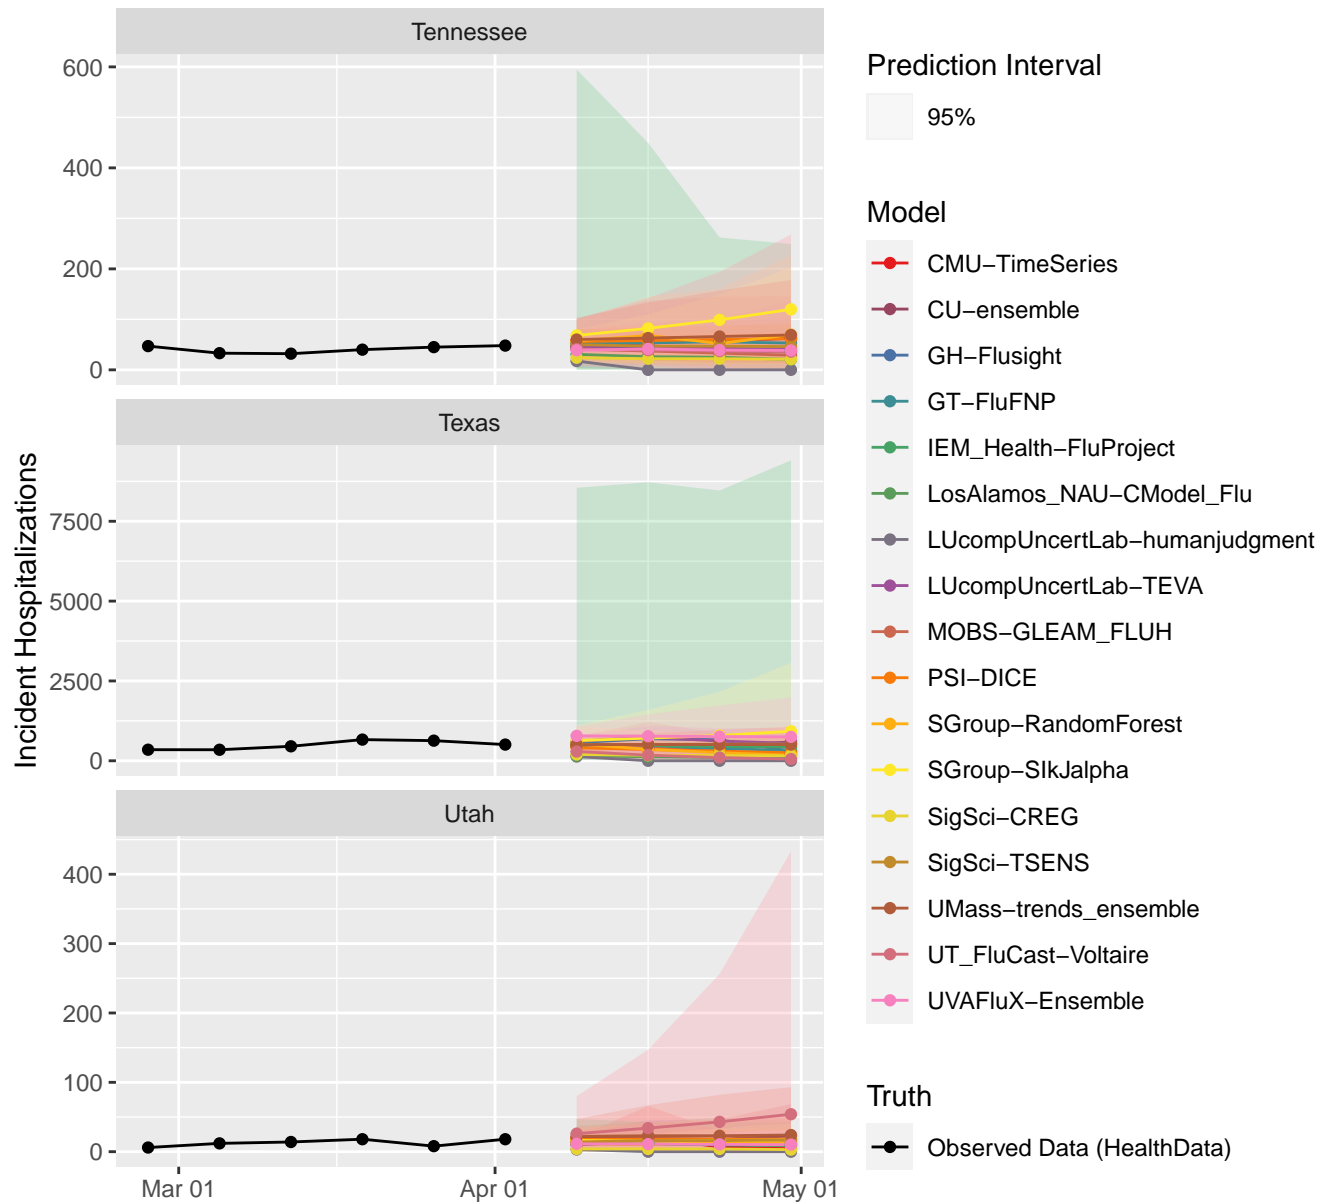 Tennessee
600
400
200
0
Texas
7500
5000
2500
0
Utah
400
300
200
100
0
Mar 01
Apr 01
May 01
Incident Hospitalizations
Prediction Interval
95%
Model
CMU−TimeSeries
CU−ensemble
GH−Flusight
GT−FluFNP
IEM_Health−FluProject
LosAlamos_NAU−CModel_Flu
LUcompUncertLab−humanjudgment
LUcompUncertLab−TEVA
MOBS−GLEAM_FLUH
PSI−DICE
SGroup−RandomForest
SGroup−SIkJalpha
SigSci−CREG
SigSci−TSENS
UMass−trends_ensemble
UT_FluCast−Voltaire
UVAFluX−Ensemble
Truth
Observed Data (HealthData)